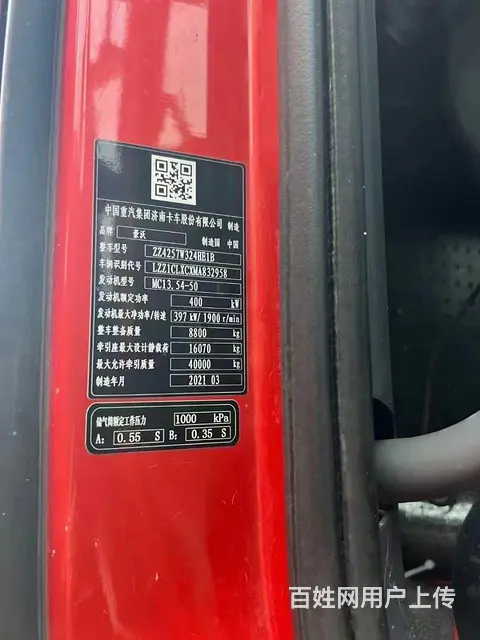 中国重汽集团济南卡车股份有限公司 制造
品牌 豪沃 制造国 中国
整车型号 ZZ4257W324HE1B
车辆识别代号 LZZ1CLXCXMA832958
发动机型号 MC13.54-50
发动机额定功率 400 kW
发动机最大净功率/转速 397 kW/ 1900 r/min
整车整备质量 8800 kg
牵引座最大设计静载荷 16070 kg
最大允许牵引质量 40000 kg
制造年月 2021 03
储气筒额定工作压力 1000 kPa
A: 0.55 S B: 0.35 S
百姓网用户上传